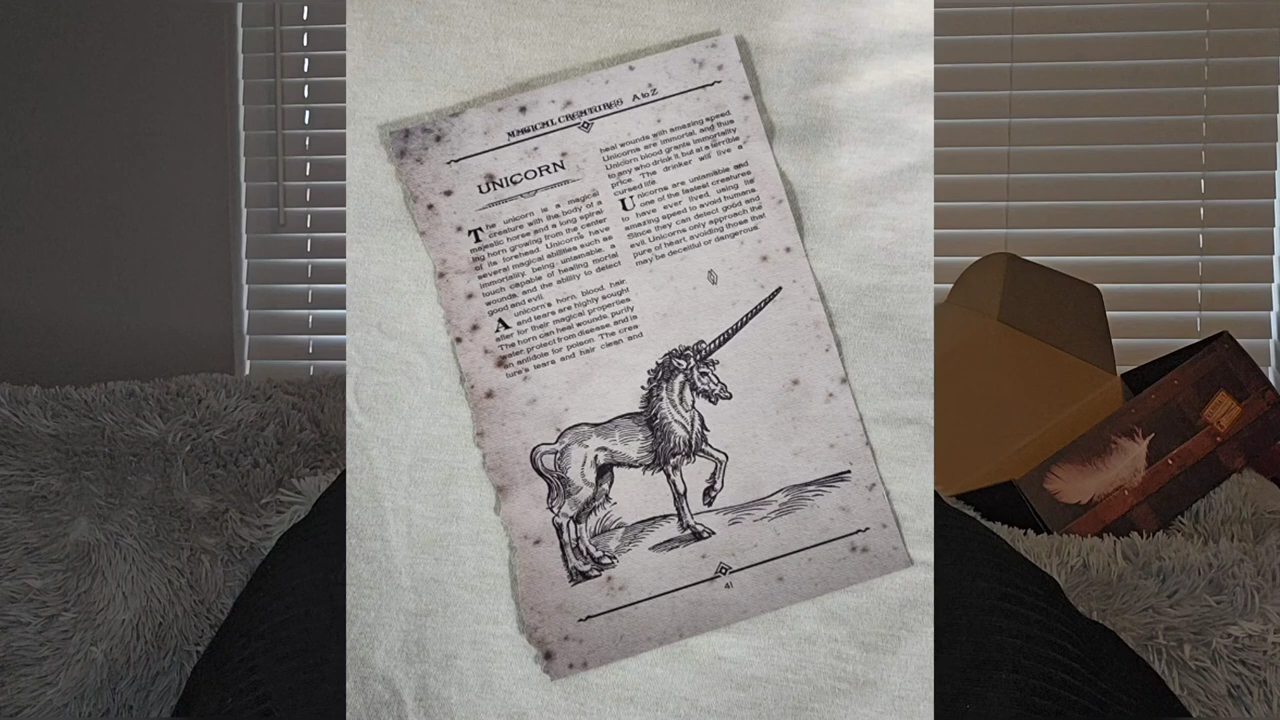 MAGICAL CREATURES A to Z
UNICORN
The unicorn is a magical
creature with the body of a
majestic horse and a long spiral
ing horn growing from the center
of its forehead. Unicorns have
several magical abilities such as
immortality, being untamable, a
touch capable of healing mortal
wounds, and the ability to detect
good and evil.
A unicorn's horn, blood, hair,
and tears are highly sought
after for their magical properties.
The horn can heal wounds, purify
water, protect from disease, and is
an antidote for poison. The crea-
ture's tears and hair clean and
heal wounds with amazing speed.
Unicorns are immortal, and thus
Unicorn blood grants immortality
to any who drink it, but at a terrible
price. The drinker will live a
cursed life.
Unicorns are untamable and
one of the fastest creatures
to have ever lived, using its'
amazing speed to avoid humans.
Since they can detect good and
evil, Unicorns only approach the
pure of heart, avoiding those that
may be deceitful or dangerous.
41